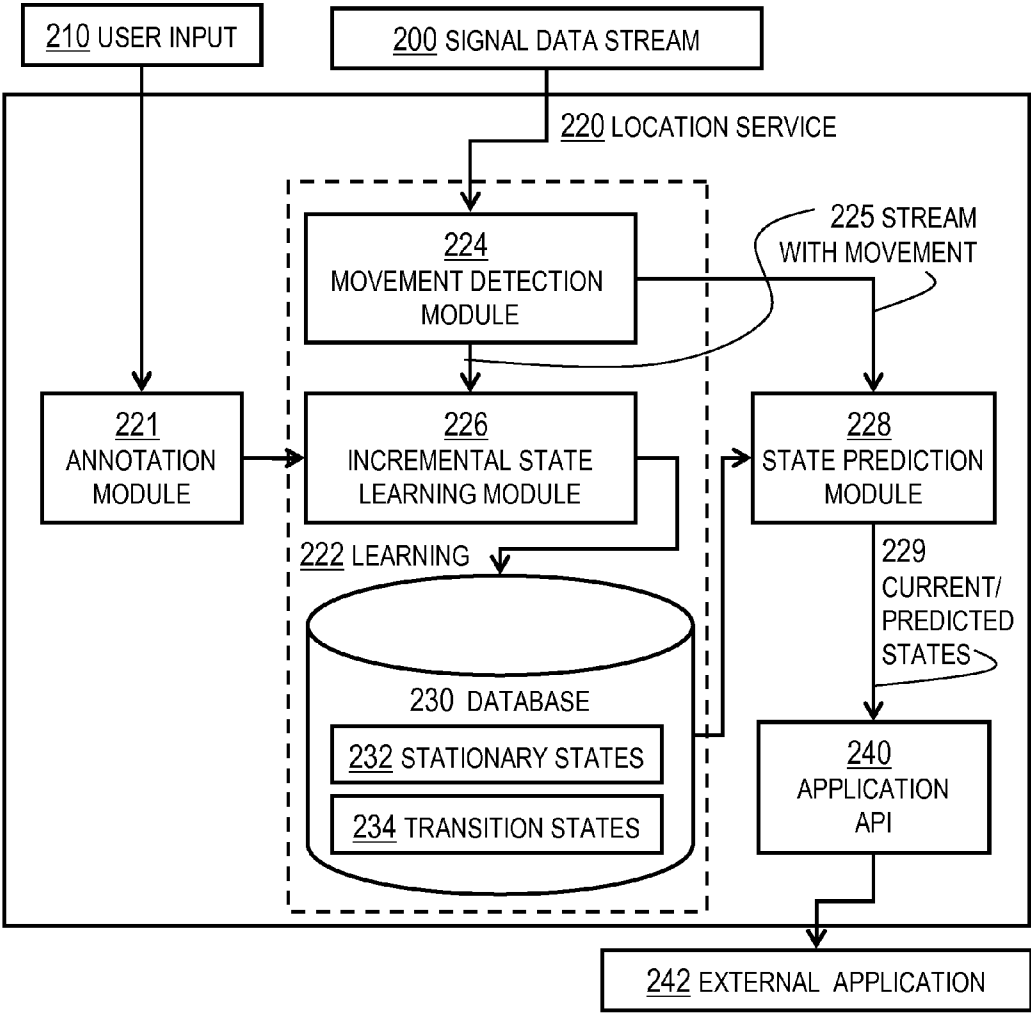 210 USER INPUT
200 SIGNAL DATA STREAM
220 LOCATION SERVICE
224
MOVEMENT DETECTION
MODULE
225 STREAM
WITH MOVEMENT
221
ANNOTATION
MODULE
226
INCREMENTAL STATE
LEARNING MODULE
228
STATE PREDICTION
MODULE
222 LEARNING
229
CURRENT/
PREDICTED
STATES
230 DATABASE
232 STATIONARY STATES
234 TRANSITION STATES
240
APPLICATION
API
242 EXTERNAL APPLICATION